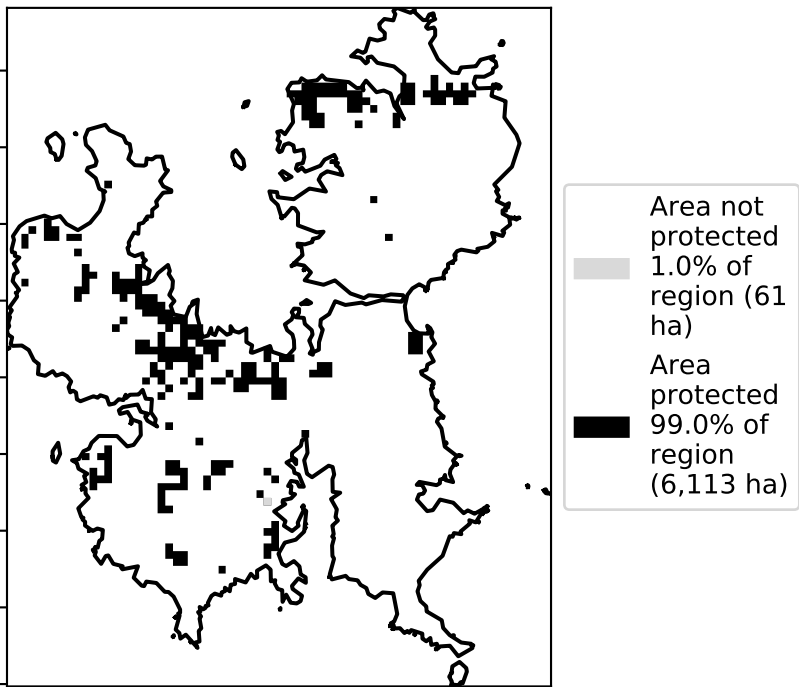 Area not
protected
1.0% of
region (61
ha)
Area
protected
99.0% of
region
(6,113 ha)